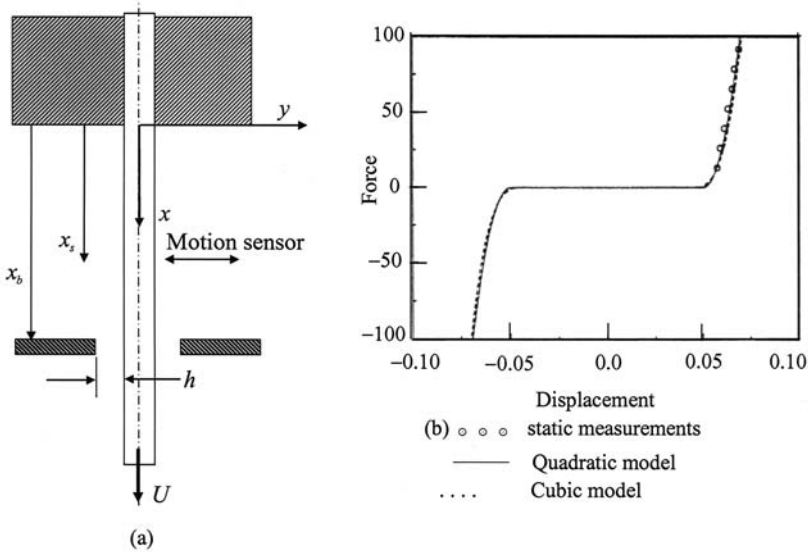 y
x
x_s
x_b
Motion sensor
h
U
(a)
(b)
100
50
0
−50
−100
Force
−0.10
−0.05
0.0
0.05
0.10
Displacement
static measurements
Quadratic model
Cubic model